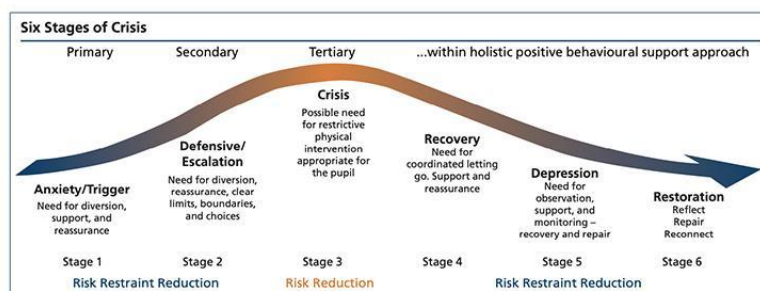 Six Stages of Crisis
Primary
Secondary
Tertiary
...within holistic positive behavioural support approach
Anxiety/Trigger
Need for diversion,
support, and
reassurance
Defensive/
Escalation
Need for diversion,
reassurance, clear
limits, boundaries,
and choices
Crisis
Possible need
for restrictive
physical
intervention
appropriate for
the pupil
Recovery
Need for
coordinated letting
go. Support and
reassurance
Depression
Need for
observation,
support, and
monitoring –
recovery and repair
Restoration
Reflect
Repair
Reconnect
Stage 1
Stage 2
Stage 3
Stage 4
Stage 5
Stage 6
Risk Restraint Reduction
Risk Reduction
Risk Restraint Reduction